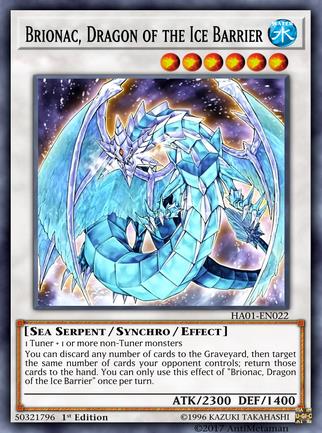 Brionac, Dragon of the Ice Barrier
WATER
水
HA01-EN022
[Sea Serpent / Synchro / Effect]
1 Tuner + 1 or more non-Tuner monsters
You can discard any number of cards to the Graveyard, then target
the same number of cards your opponent controls; return those
cards to the hand. You can only use this effect of "Brionac, Dragon
of the Ice Barrier" once per turn.
ATK/2300 DEF/1400
50321796 1st Edition ©1996 KAZUKI TAKAHASHI
©2017 AntiMetaman